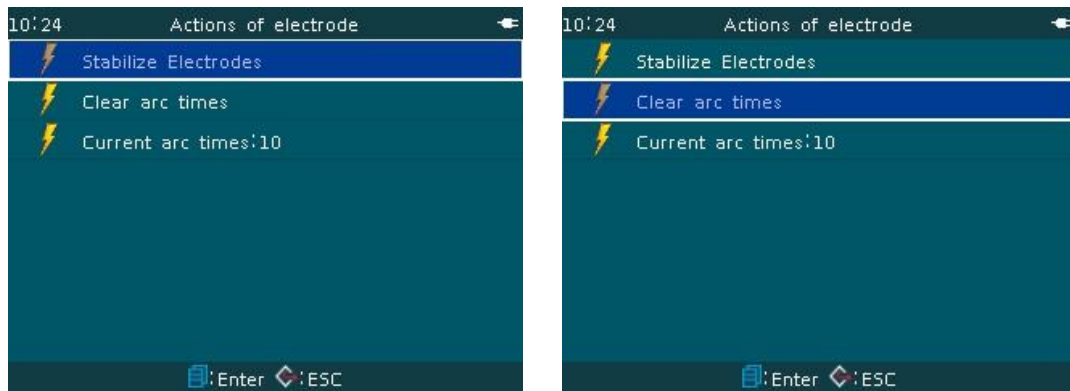 10:24 Actions of electrode
Stabilize Electrodes
Clear arc times
Current arc times:10
:Enter :ESC
10:24 Actions of electrode
Stabilize Electrodes
Clear arc times
Current arc times:10
:Enter :ESC